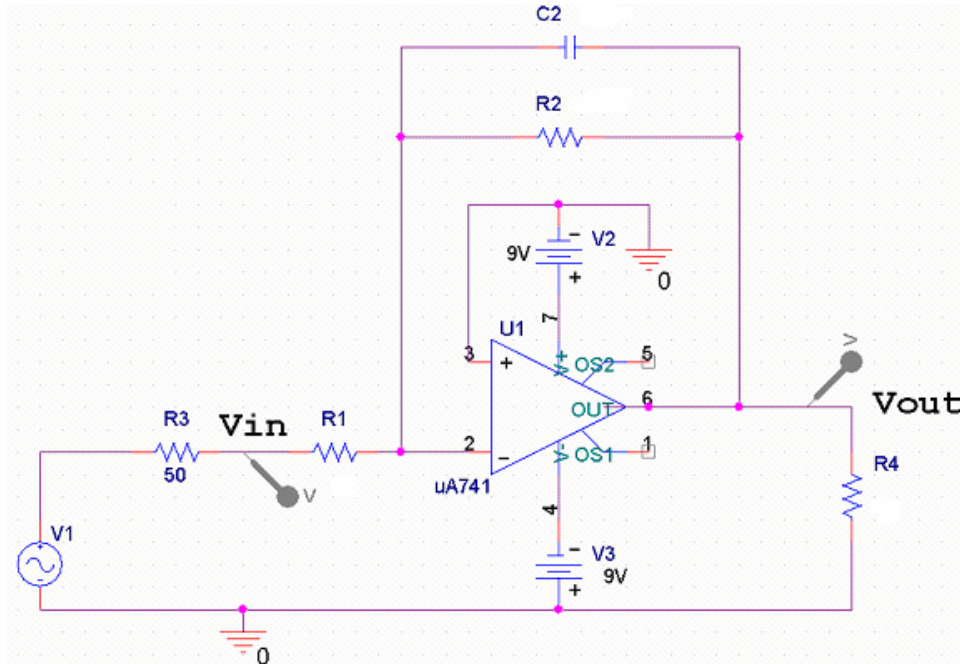 C2
R2
- V2
9V
+
0
7
U1
3 + V+ OS2 5
OUT 6
2 - V- OS1 1
uA741
R3 Vin R1
50
V
V
Vout
R4
4
V1
+
-
- V3
9V
+
0